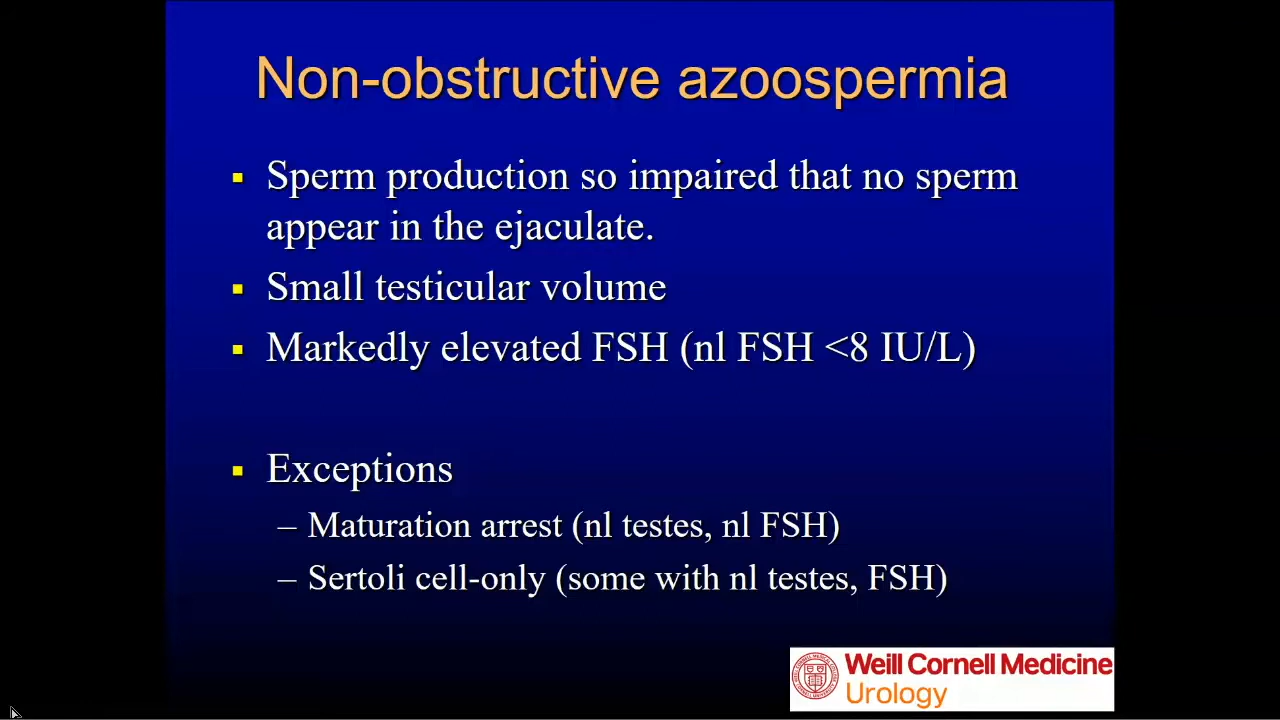 Non-obstructive azoospermia
▪ Sperm production so impaired that no sperm
appear in the ejaculate.
▪ Small testicular volume
▪ Markedly elevated FSH (nl FSH <8 IU/L)
▪ Exceptions
– Maturation arrest (nl testes, nl FSH)
– Sertoli cell-only (some with nl testes, FSH)
Weill Cornell Medicine
Urology